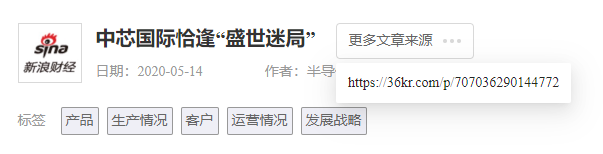 sina
新浪财经
中芯国际恰逢“盛世迷局”
更多文章来源
日期：2020-05-14
作者：半导
https://36kr.com/p/707036290144772
标签 产品 生产情况 客户 运营情况 发展战略